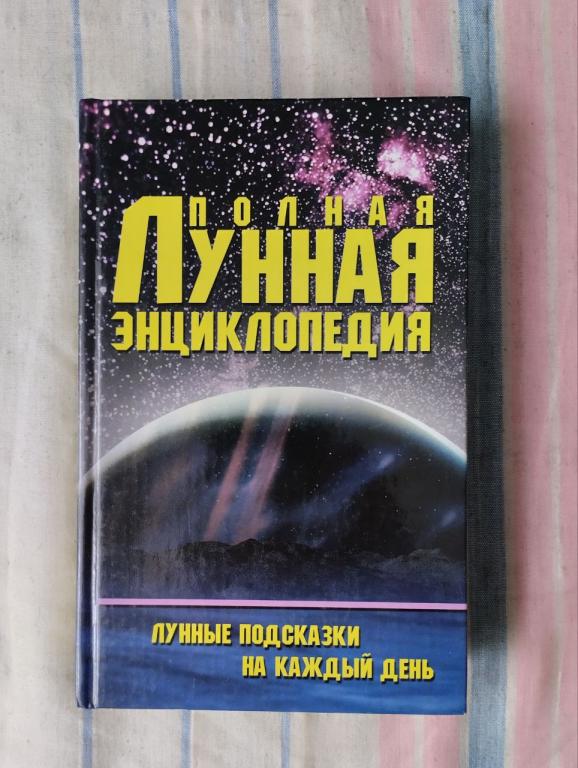 ПОЛНАЯ
ЛУННАЯ
ЭНЦИКЛОПЕДИЯ
ЛУННЫЕ ПОДСКАЗКИ
НА КАЖДЫЙ ДЕНЬ